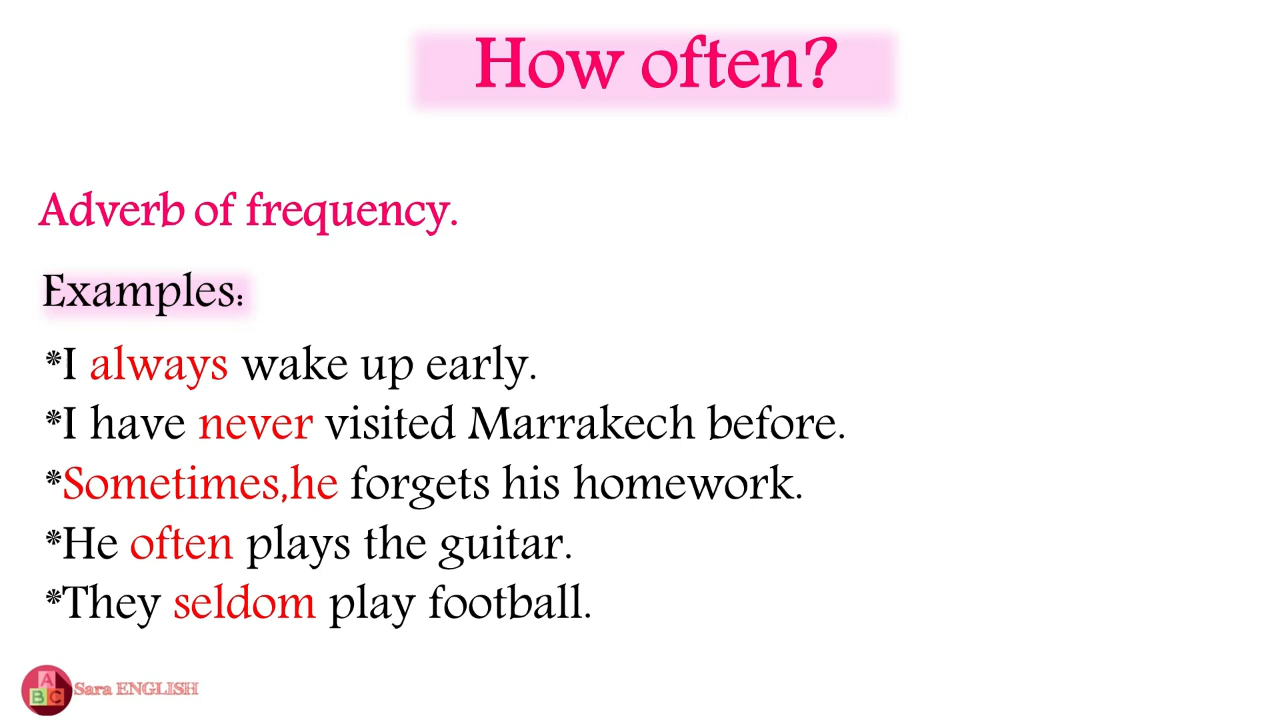 How often?
Adverb of frequency.
Examples:
*I always wake up early.
*I have never visited Marrakech before.
*Sometimes,he forgets his homework.
*He often plays the guitar.
*They seldom play football.
A
B C
Sara ENGLISH